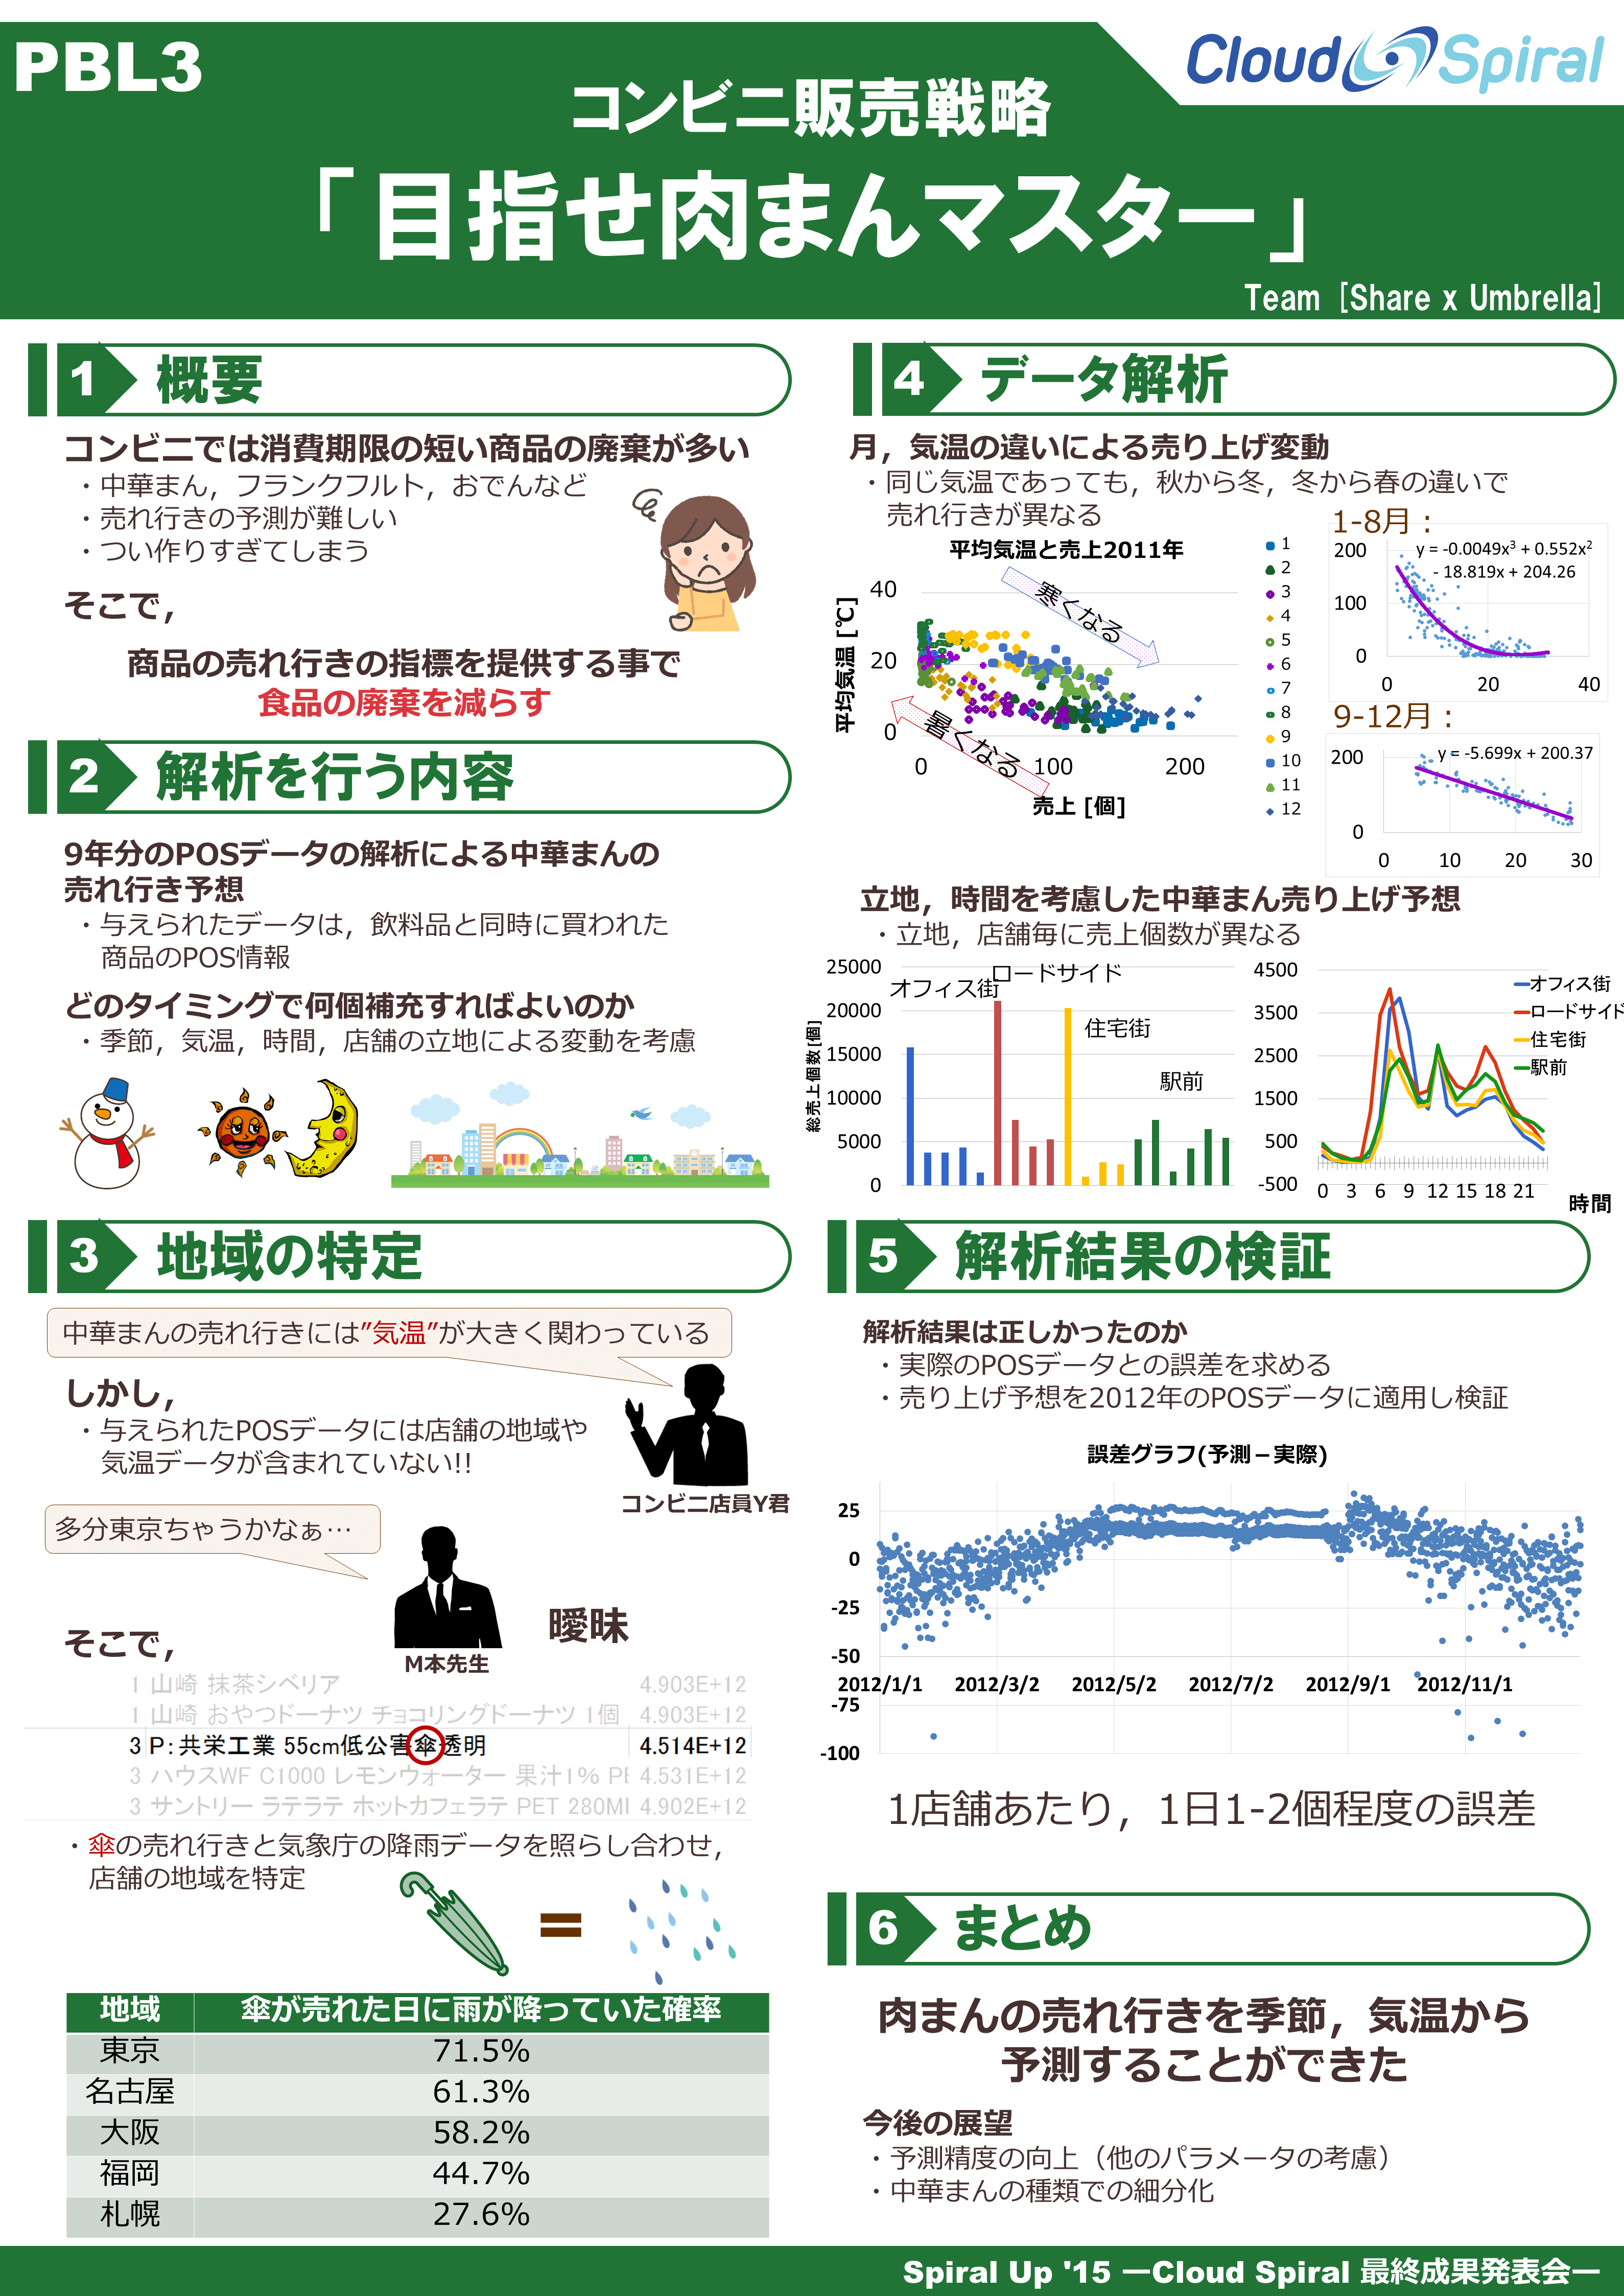 PBL3
Cloud Spiral
コンビニ販売戦略
「目指せ肉まんマスター」
Team [Share x Umbrella]
1 概要
コンビニでは消費期限の短い商品の廃棄が多い
・中華まん，フランクフルト，おでんなど
・売れ行きの予測が難しい
・つい作りすぎてしまう
そこで，
商品の売れ行きの指標を提供する事で
食品の廃棄を減らす
2 解析を行う内容
9年分のPOSデータの解析による中華まんの
売れ行き予想
・与えられたデータは，飲料品と同時に買われた
商品のPOS情報
どのタイミングで何個補充すればよいのか
・季節，気温，時間，店舗の立地による変動を考慮
3 地域の特定
中華まんの売れ行きには”気温”が大きく関わっている
しかし，
・与えられたPOSデータには店舗の地域や
気温データが含まれていない!!
コンビニ店員Y君
多分東京ちゃうかなぁ…
M本先生
曖昧
そこで，
1 山崎 抹茶シベリア 4.903E+12
1 山崎 おやつドーナツ チョコリングドーナツ 1個 4.903E+12
3 P:共栄工業 55cm低公害傘透明 4.514E+12
3 ハウスWF C1000 レモンウォーター 果汁1% PE 4.531E+12
3 サントリー ラテラテ ホットカフェラテ PET 280Ml 4.902E+12
・傘の売れ行きと気象庁の降雨データを照らし合わせ，
店舗の地域を特定
=
地域 傘が売れた日に雨が降っていた確率
東京 71.5%
名古屋 61.3%
大阪 58.2%
福岡 44.7%
札幌 27.6%
4 データ解析
月，気温の違いによる売り上げ変動
・同じ気温であっても，秋から冬，冬から春の違いで
売れ行きが異なる
平均気温と売上2011年
平均気温 [℃]
40
20
0
0 100 200
売上 [個]
寒くなる
暑くなる
1
2
3
4
5
6
7
8
9
10
11
12
1-8月：
y = -0.0049x³ + 0.552x²
- 18.819x + 204.26
200
100
0
0 20 40
9-12月：
y = -5.699x + 200.37
200
0
0 10 20 30
立地，時間を考慮した中華まん売り上げ予想
・立地，店舗毎に売上個数が異なる
総売上個数[個]
25000
20000
15000
10000
5000
0
オフィス街
ロードサイド
住宅街
駅前
4500
3500
2500
1500
500
-500
0 3 6 9 12 15 18 21
時間
オフィス街
ロードサイド
住宅街
駅前
5 解析結果の検証
解析結果は正しかったのか
・実際のPOSデータとの誤差を求める
・売り上げ予想を2012年のPOSデータに適用し検証
誤差グラフ(予測－実際)
25
0
-25
-50
-75
-100
2012/1/1 2012/3/2 2012/5/2 2012/7/2 2012/9/1 2012/11/1
1店舗あたり，1日1-2個程度の誤差
6 まとめ
肉まんの売れ行きを季節，気温から
予測することができた
今後の展望
・予測精度の向上（他のパラメータの考慮）
・中華まんの種類での細分化
Spiral Up '15 ーCloud Spiral 最終成果発表会ー